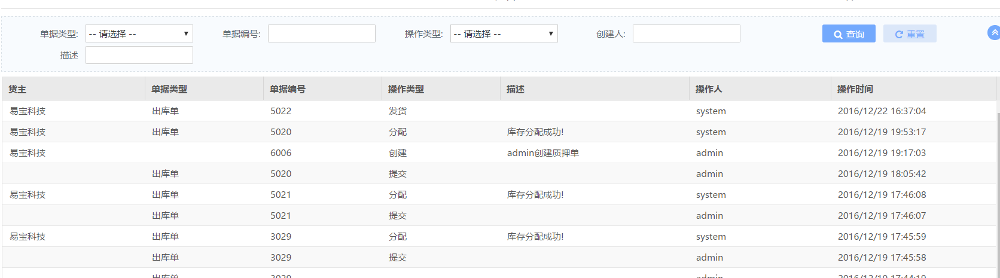 单据类型: -- 请选择 -- 单据编号: 操作类型: -- 请选择 -- 创建人: 查询 重置
描述
货主 单据类型 单据编号 操作类型 描述 操作人 操作时间
易宝科技 出库单 5022 发货 system 2016/12/22 16:37:04
易宝科技 出库单 5020 分配 库存分配成功! system 2016/12/19 19:53:17
易宝科技 6006 创建 admin创建质押单 admin 2016/12/19 19:17:03
出库单 5020 提交 admin 2016/12/19 18:05:42
易宝科技 出库单 5021 分配 库存分配成功! system 2016/12/19 17:46:08
出库单 5021 提交 admin 2016/12/19 17:46:07
易宝科技 出库单 3029 分配 库存分配成功! system 2016/12/19 17:45:59
出库单 3029 提交 admin 2016/12/19 17:45:58
出库单 3029 admin 2016/12/19 17:44:19